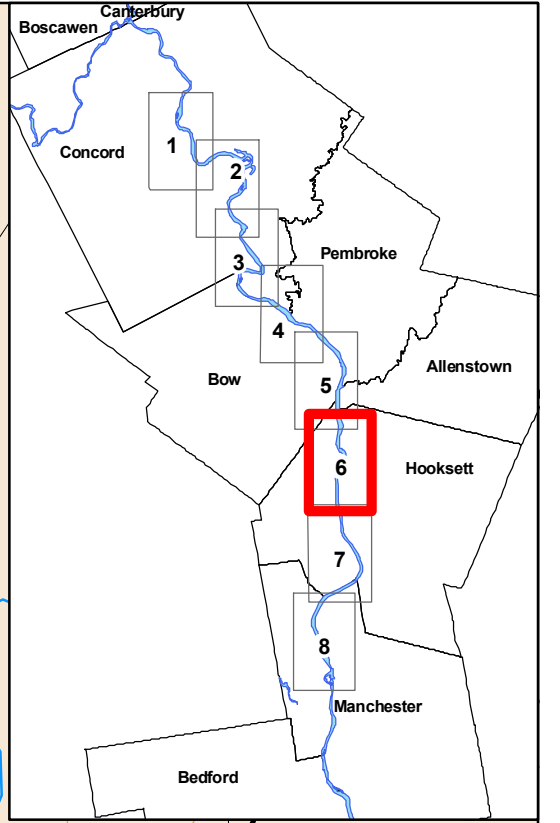 Canterbury
Boscawen
1
Concord
2
Pembroke
3
4
Allenstown
Bow
5
6
Hooksett
7
8
Manchester
Bedford